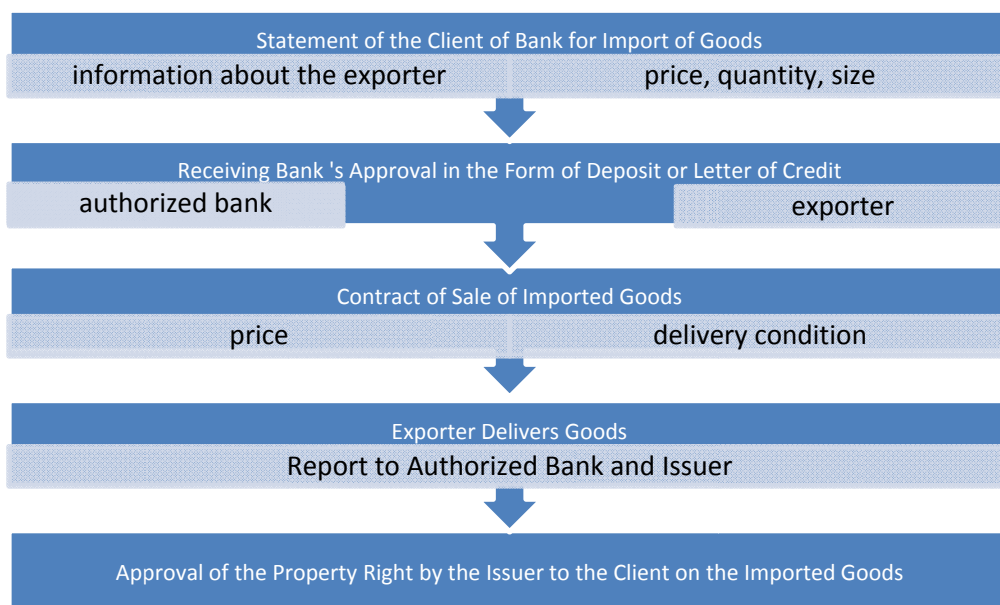 Statement of the Client of Bank for Import of Goods
information about the exporter
price, quantity, size
Receiving Bank 's Approval in the Form of Deposit or Letter of Credit
authorized bank
exporter
Contract of Sale of Imported Goods
price
delivery condition
Exporter Delivers Goods
Report to Authorized Bank and Issuer
Approval of the Property Right by the Issuer to the Client on the Imported Goods